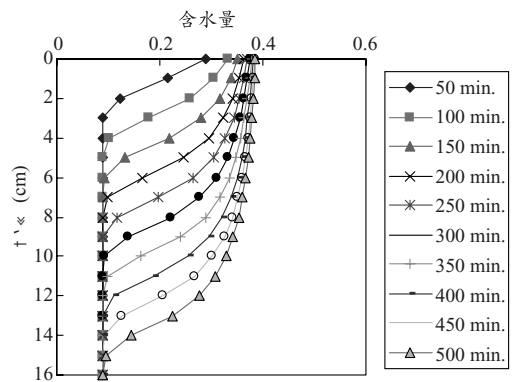 含水量
0 0.2 0.4 0.6
0
2
4
6
8
10
12
14
16
†‵« (cm)
50 min.
100 min.
150 min.
200 min.
250 min.
300 min.
350 min.
400 min.
450 min.
500 min.